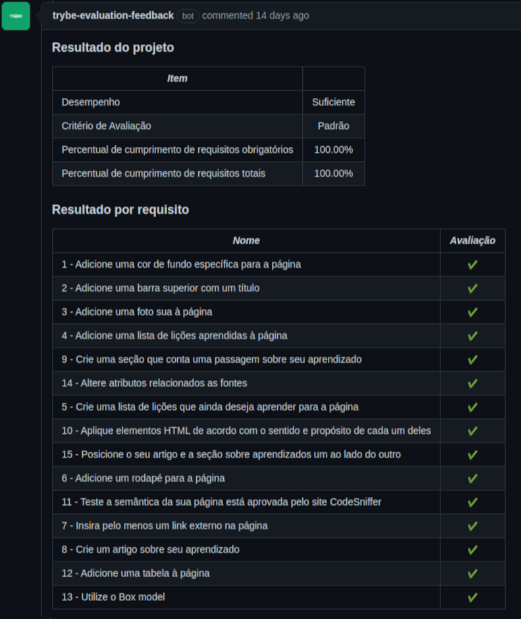 trybe-evaluation-feedback bot commented 14 days ago
Resultado do projeto
Item
Desempenho Suficiente
Critério de Avaliação Padrão
Percentual de cumprimento de requisitos obrigatórios 100.00%
Percentual de cumprimento de requisitos totais 100.00%
Resultado por requisito
Nome Avaliação
1 - Adicione uma cor de fundo específica para a página ✔
2 - Adicione uma barra superior com um título ✔
3 - Adicione uma foto sua à página ✔
4 - Adicione uma lista de lições aprendidas à página ✔
9 - Crie uma seção que conta uma passagem sobre seu aprendizado ✔
14 - Altere atributos relacionados as fontes ✔
5 - Crie uma lista de lições que ainda deseja aprender para a página ✔
10 - Aplique elementos HTML de acordo com o sentido e propósito de cada um deles ✔
15 - Posicione o seu artigo e a seção sobre aprendizados um ao lado do outro ✔
6 - Adicione um rodapé para a página ✔
11 - Teste a semântica da sua página está aprovada pelo site CodeSniffer ✔
7 - Insira pelo menos um link externo na página ✔
8 - Crie um artigo sobre seu aprendizado ✔
12 - Adicione uma tabela à página ✔
13 - Utilize o Box model ✔